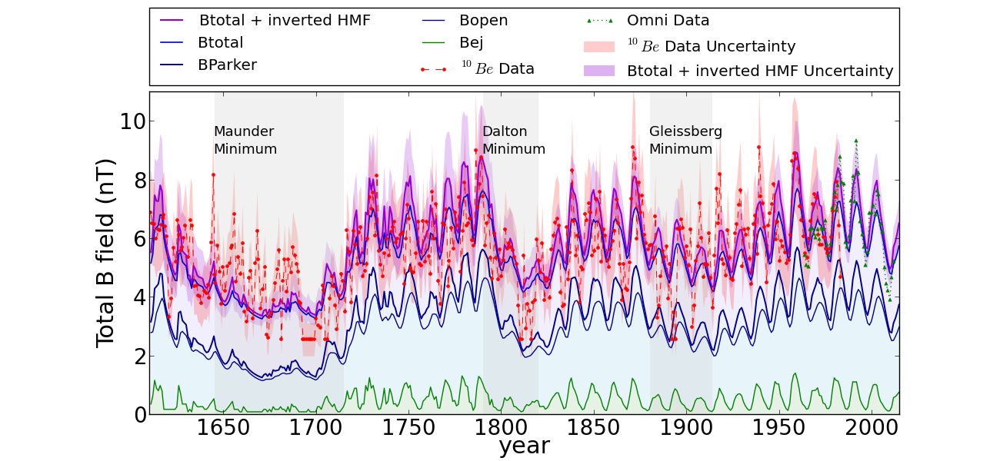 Btotal + inverted HMF
Btotal
BParker
Bopen
Bej
¹⁰Be Data
Omni Data
¹⁰Be Data Uncertainty
Btotal + inverted HMF Uncertainty
Total B field (nT)
10
8
6
4
2
0
Maunder
Minimum
Dalton
Minimum
Gleissberg
Minimum
1650 1700 1750 1800 1850 1900 1950 2000
year